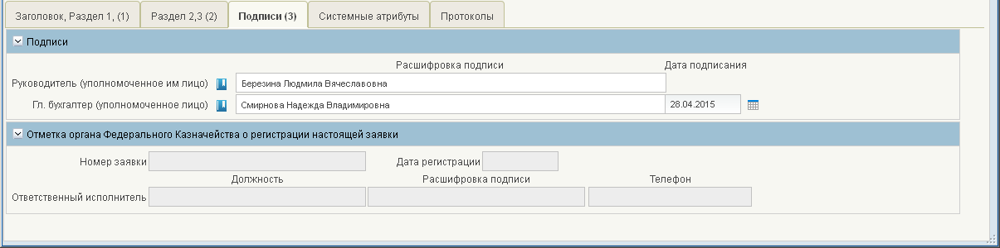 Заголовок, Раздел 1, (1) Раздел 2,3 (2) Подписи (3) Системные атрибуты Протоколы
Подписи
Расшифровка подписи Дата подписания
Руководитель (уполномоченное им лицо) Березина Людмила Вячеславовна
Гл. бухгалтер (уполномоченное лицо) Смирнова Надежда Владимировна 28.04.2015
Отметка органа Федерального Казначейства о регистрации настоящей заявки
Номер заявки Дата регистрации
Должность Расшифровка подписи Телефон
Ответственный исполнитель